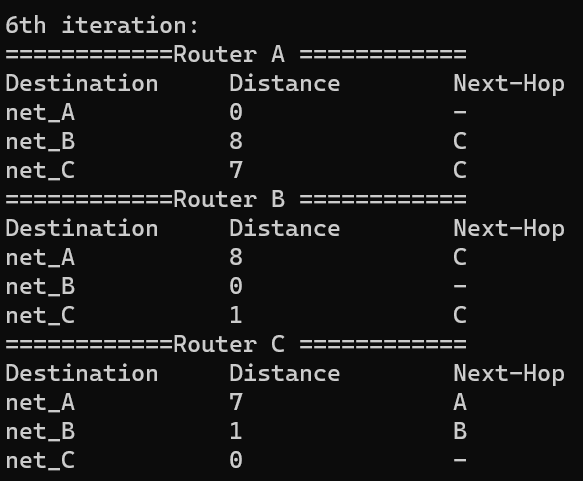 6th iteration:
============Router A ============
Destination     Distance        Next-Hop
net_A           0               -
net_B           8               C
net_C           7               C
============Router B ============
Destination     Distance        Next-Hop
net_A           8               C
net_B           0               -
net_C           1               C
============Router C ============
Destination     Distance        Next-Hop
net_A           7               A
net_B           1               B
net_C           0               -